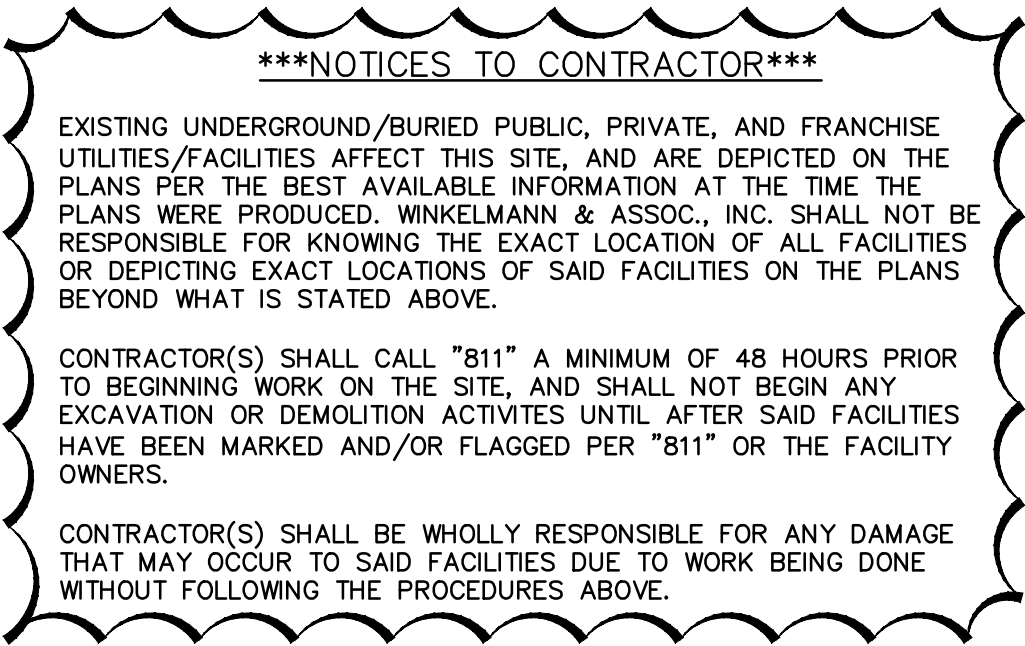 ***NOTICES TO CONTRACTOR***
EXISTING UNDERGROUND/BURIED PUBLIC, PRIVATE, AND FRANCHISE
UTILITIES/FACILITIES AFFECT THIS SITE, AND ARE DEPICTED ON THE
PLANS PER THE BEST AVAILABLE INFORMATION AT THE TIME THE
PLANS WERE PRODUCED. WINKELMANN & ASSOC., INC. SHALL NOT BE
RESPONSIBLE FOR KNOWING THE EXACT LOCATION OF ALL FACILITIES
OR DEPICTING EXACT LOCATIONS OF SAID FACILITIES ON THE PLANS
BEYOND WHAT IS STATED ABOVE.
CONTRACTOR(S) SHALL CALL "811" A MINIMUM OF 48 HOURS PRIOR
TO BEGINNING WORK ON THE SITE, AND SHALL NOT BEGIN ANY
EXCAVATION OR DEMOLITION ACTIVITES UNTIL AFTER SAID FACILITIES
HAVE BEEN MARKED AND/OR FLAGGED PER "811" OR THE FACILITY
OWNERS.
CONTRACTOR(S) SHALL BE WHOLLY RESPONSIBLE FOR ANY DAMAGE
THAT MAY OCCUR TO SAID FACILITIES DUE TO WORK BEING DONE
WITHOUT FOLLOWING THE PROCEDURES ABOVE.